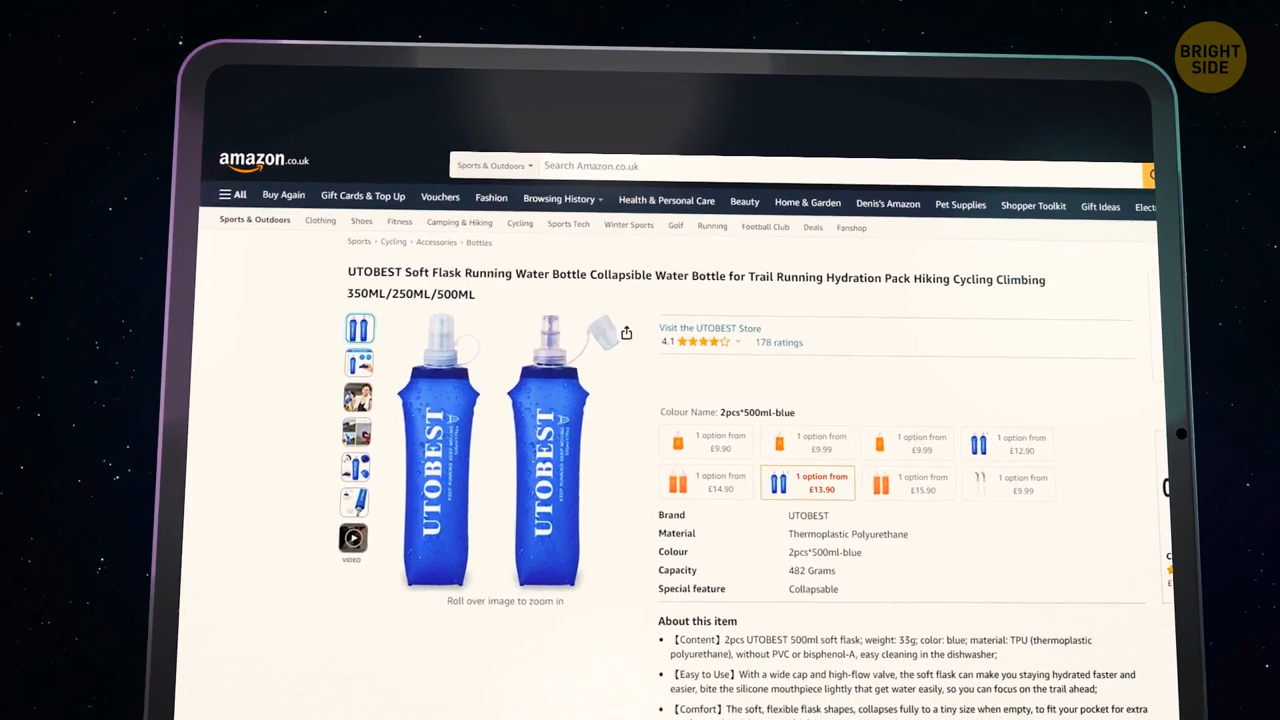 BRIGHT
SIDE
amazon.co.uk
Sports & Outdoors
Search Amazon.co.uk
All Buy Again Gift Cards & Top Up Vouchers Fashion Browsing History Health & Personal Care Beauty Home & Garden Denis's Amazon Pet Supplies Shopper Toolkit Gift Ideas
Sports & Outdoors Clothing Shoes Fitness Camping & Hiking Cycling Sports Tech Winter Sports Golf Running Football Club Deals Fanshop
Sports › Cycling › Accessories › Bottles
UTOBEST Soft Flask Running Water Bottle Collapsible Water Bottle for Trail Running Hydration Pack Hiking Cycling Climbing
350ML/250ML/500ML
Visit the UTOBEST Store
4.1 178 ratings
UTOBEST
UTOBEST
Colour Name: 2pcs*500ml-blue
1 option from
£9.90
1 option from
£9.99
1 option from
£9.99
1 option from
£12.90
1 option from
£14.90
1 option from
£13.90
1 option from
£15.90
1 option from
£9.99
VIDEO
Roll over image to zoom in
Brand UTOBEST
Material Thermoplastic Polyurethane
Colour 2pcs*500ml-blue
Capacity 482 Grams
Special feature Collapsable
About this item
• 【Content】2pcs UTOBEST 500ml soft flask; weight: 33g; color: blue; material: TPU (thermoplastic
polyurethane), without PVC or bisphenol-A, easy cleaning in the dishwasher;
• 【Easy to Use】With a wide cap and high-flow valve, the soft flask can make you staying hydrated faster and
easier, bite the silicone mouthpiece lightly that get water easily, so you can focus on the trail ahead;
• 【Comfort】The soft, flexible flask shapes, collapses fully to a tiny size when empty, to fit your pocket for extra